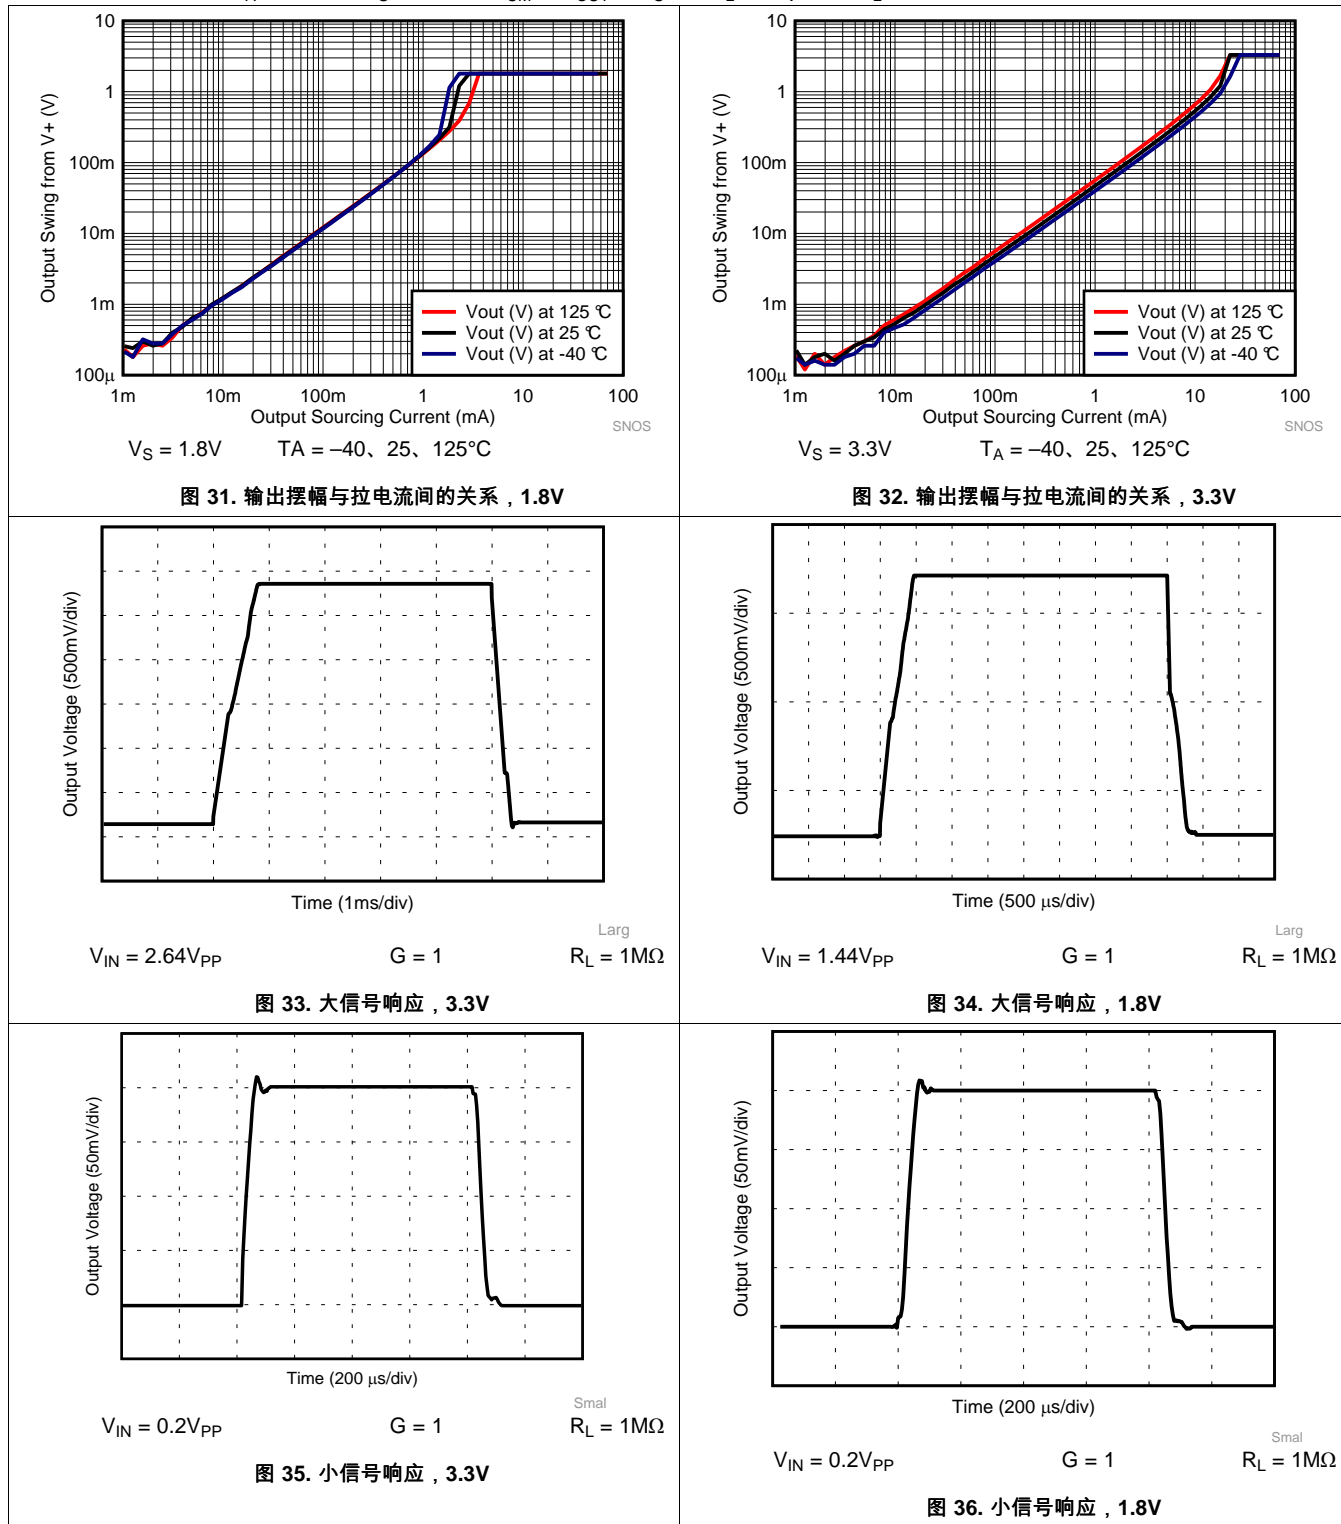 10
1
100m
10m
1m
100µ
Output Swing from V+ (V)
Vout (V) at 125 °C
Vout (V) at 25 °C
Vout (V) at -40 °C
1m 10m 100m 1 10 100
Output Sourcing Current (mA)
SNOS
VS = 1.8V TA = –40、25、125°C
图 31. 输出摆幅与拉电流间的关系，1.8V
10
1
100m
10m
1m
100µ
Output Swing from V+ (V)
Vout (V) at 125 °C
Vout (V) at 25 °C
Vout (V) at -40 °C
1m 10m 100m 1 10 100
Output Sourcing Current (mA)
SNOS
VS = 3.3V TA = –40、25、125°C
图 32. 输出摆幅与拉电流间的关系，3.3V
Output Voltage (500mV/div)
Time (1ms/div)
Larg
VIN = 2.64VPP G = 1 RL = 1MΩ
图 33. 大信号响应，3.3V
Output Voltage (500mV/div)
Time (500 µs/div)
Larg
VIN = 1.44VPP G = 1 RL = 1MΩ
图 34. 大信号响应，1.8V
Output Voltage (50mV/div)
Time (200 µs/div)
Smal
VIN = 0.2VPP G = 1 RL = 1MΩ
图 35. 小信号响应，3.3V
Output Voltage (50mV/div)
Time (200 µs/div)
Smal
VIN = 0.2VPP G = 1 RL = 1MΩ
图 36. 小信号响应，1.8V